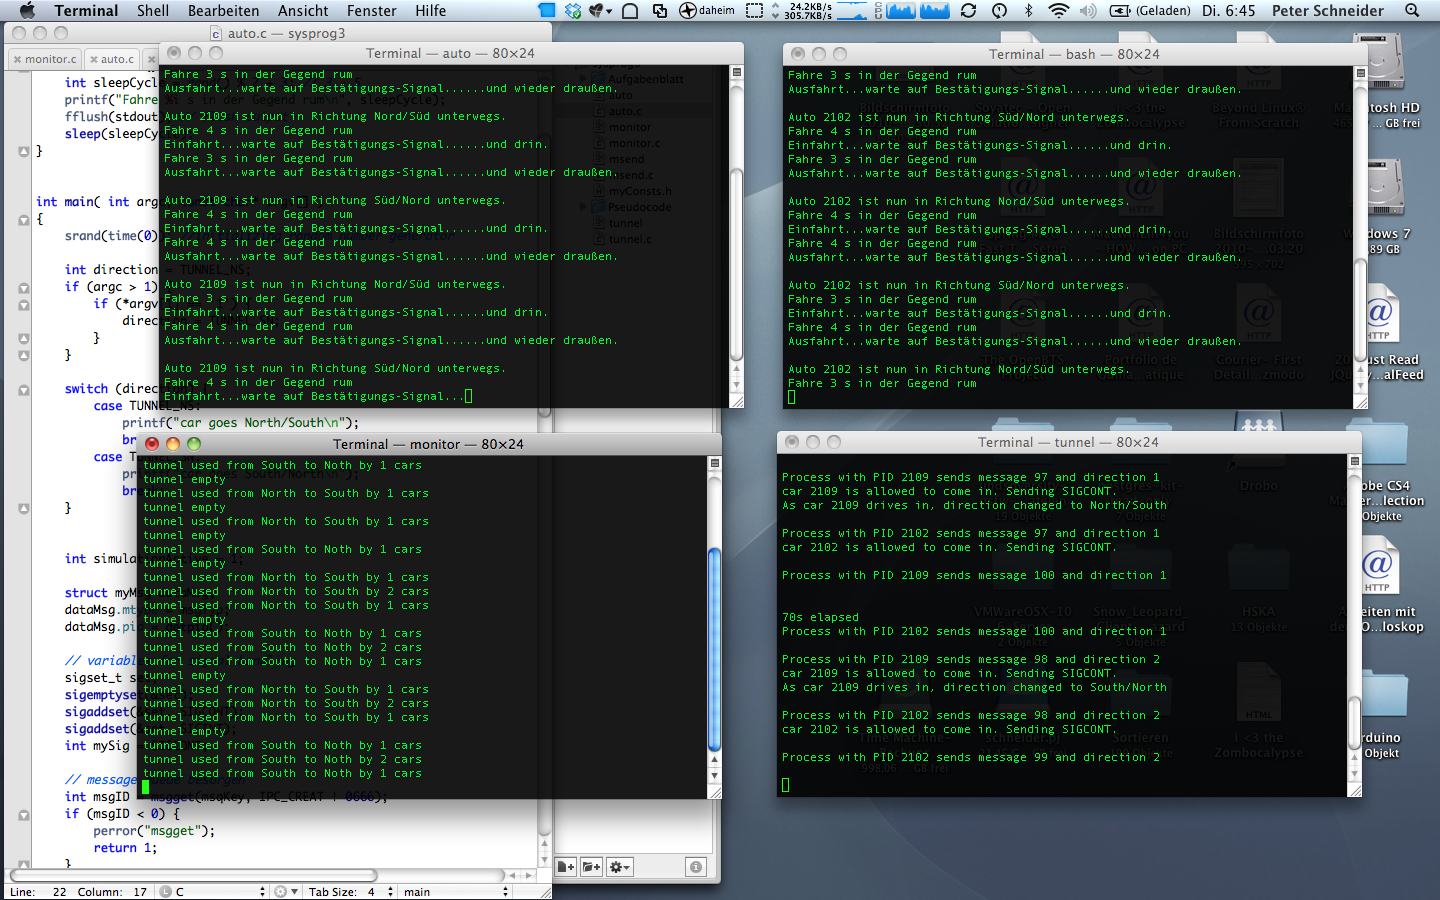 Terminal Shell Bearbeiten Ansicht Fenster Hilfe
daheim 24.2KB/s 305.7KB/s (Geladen) Di. 6:45 Peter Schneider
auto.c — sysprog3
monitor.c auto.c
int sleepCycle
printf("Fahre %i s in der Gegend rum\n", sleepCycle);
fflush(stdout
sleep(sleepCy
}
int main( int arg
{
srand(time(0)
int direction = TUNNEL_NS;
if (argc > 1)
if (*argv
dire
}
}
switch (direc
case TUNNEL_NS:
printf("car goes North/South\n");
br
case T
br
}
int simula
struct myM
dataMsg.mt
dataMsg.pi
// variabl
sigset_t se
sigemptyse
sigaddset(
sigaddset(
int mySig
// message
int msgID = msgget(msqKey, IPC_CREAT | 0666);
if (msgID < 0) {
perror("msgget");
return 1;
}
Line: 22 Column: 17 C Tab Size: 4 main
Terminal — auto — 80×24
Fahre 3 s in der Gegend rum
Ausfahrt...warte auf Bestätigungs-Signal......und wieder draußen.
Auto 2109 ist nun in Richtung Nord/Süd unterwegs.
Fahre 4 s in der Gegend rum
Einfahrt...warte auf Bestätigungs-Signal......und drin.
Fahre 3 s in der Gegend rum
Ausfahrt...warte auf Bestätigungs-Signal......und wieder draußen.
Auto 2109 ist nun in Richtung Süd/Nord unterwegs.
Fahre 4 s in der Gegend rum
Einfahrt...warte auf Bestätigungs-Signal......und drin.
Fahre 4 s in der Gegend rum
Ausfahrt...warte auf Bestätigungs-Signal......und wieder draußen.
Auto 2109 ist nun in Richtung Nord/Süd unterwegs.
Fahre 3 s in der Gegend rum
Einfahrt...warte auf Bestätigungs-Signal......und drin.
Fahre 4 s in der Gegend rum
Ausfahrt...warte auf Bestätigungs-Signal......und wieder draußen.
Auto 2109 ist nun in Richtung Süd/Nord unterwegs.
Fahre 4 s in der Gegend rum
Einfahrt...warte auf Bestätigungs-Signal...
Aufgabenblatt
auto
auto.c
monitor
monitor.c
msend
msend.c
myConsts.h
Pseudocode
tunnel
tunnel.c
Terminal — bash — 80×24
Fahre 3 s in der Gegend rum
Ausfahrt...warte auf Bestätigungs-Signal......und wieder draußen.
Auto 2102 ist nun in Richtung Süd/Nord unterwegs.
Fahre 4 s in der Gegend rum
Einfahrt...warte auf Bestätigungs-Signal......und drin.
Fahre 3 s in der Gegend rum
Ausfahrt...warte auf Bestätigungs-Signal......und wieder draußen.
Auto 2102 ist nun in Richtung Nord/Süd unterwegs.
Fahre 4 s in der Gegend rum
Einfahrt...warte auf Bestätigungs-Signal......und drin.
Fahre 4 s in der Gegend rum
Ausfahrt...warte auf Bestätigungs-Signal......und wieder draußen.
Auto 2102 ist nun in Richtung Süd/Nord unterwegs.
Fahre 3 s in der Gegend rum
Einfahrt...warte auf Bestätigungs-Signal......und drin.
Fahre 4 s in der Gegend rum
Ausfahrt...warte auf Bestätigungs-Signal......und wieder draußen.
Auto 2102 ist nun in Richtung Nord/Süd unterwegs.
Fahre 3 s in der Gegend rum
Terminal — monitor — 80×24
tunnel used from South to Noth by 1 cars
tunnel empty
tunnel used from North to South by 1 cars
tunnel empty
tunnel used from North to South by 1 cars
tunnel empty
tunnel used from South to Noth by 1 cars
tunnel empty
tunnel used from North to South by 1 cars
tunnel used from North to South by 2 cars
tunnel used from North to South by 1 cars
tunnel empty
tunnel used from South to Noth by 1 cars
tunnel used from South to Noth by 2 cars
tunnel used from South to Noth by 1 cars
tunnel empty
tunnel used from North to South by 1 cars
tunnel used from North to South by 2 cars
tunnel used from North to South by 1 cars
tunnel empty
tunnel used from South to Noth by 1 cars
tunnel used from South to Noth by 2 cars
tunnel used from South to Noth by 1 cars
Terminal — tunnel — 80×24
Process with PID 2109 sends message 97 and direction 1
car 2109 is allowed to come in. Sending SIGCONT.
As car 2109 drives in, direction changed to North/South
Process with PID 2102 sends message 97 and direction 1
car 2102 is allowed to come in. Sending SIGCONT.
Process with PID 2109 sends message 100 and direction 1
70s elapsed
Process with PID 2102 sends message 100 and direction 1
Process with PID 2109 sends message 98 and direction 2
car 2109 is allowed to come in. Sending SIGCONT.
As car 2109 drives in, direction changed to South/North
Process with PID 2102 sends message 98 and direction 2
car 2102 is allowed to come in. Sending SIGCONT.
Process with PID 2102 sends message 99 and direction 2
HTTP
HTML
Drobo
HSKA
13 Objekte
Sortieren
I <3 the
Zombocalypse